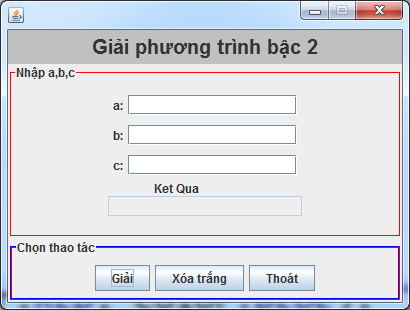 Giải phương trình bậc 2
Nhập a,b,c
a:
b:
c:
Ket Qua
Chọn thao tác
Giải Xóa trắng Thoát